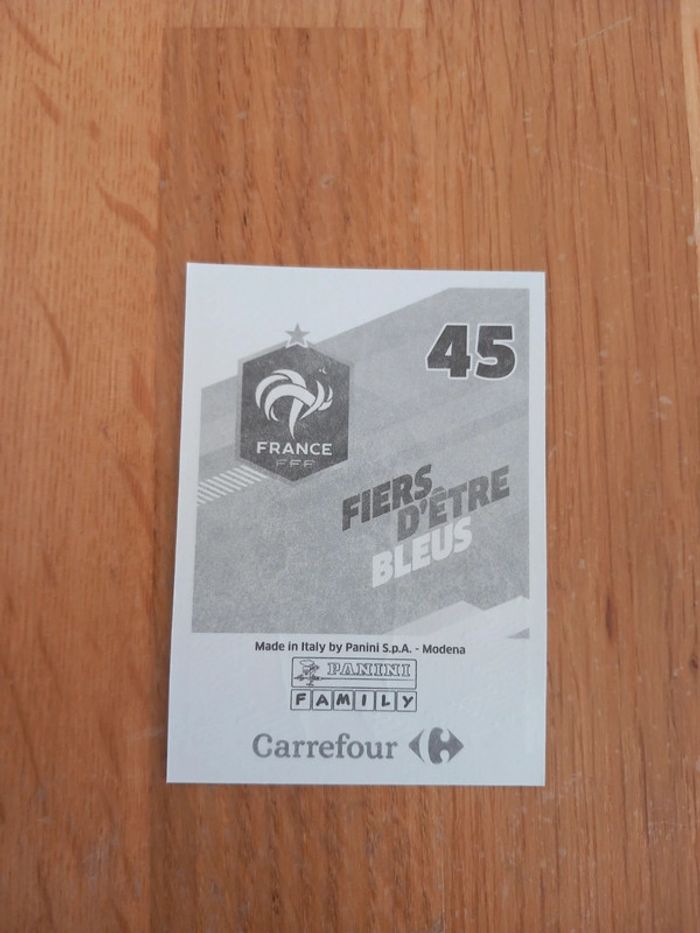 45
FRANCE
FFF
FIERS
D'ÊTRE
BLEUS
Made in Italy by Panini S.p.A. - Modena
PANINI
FAMILY
Carrefour